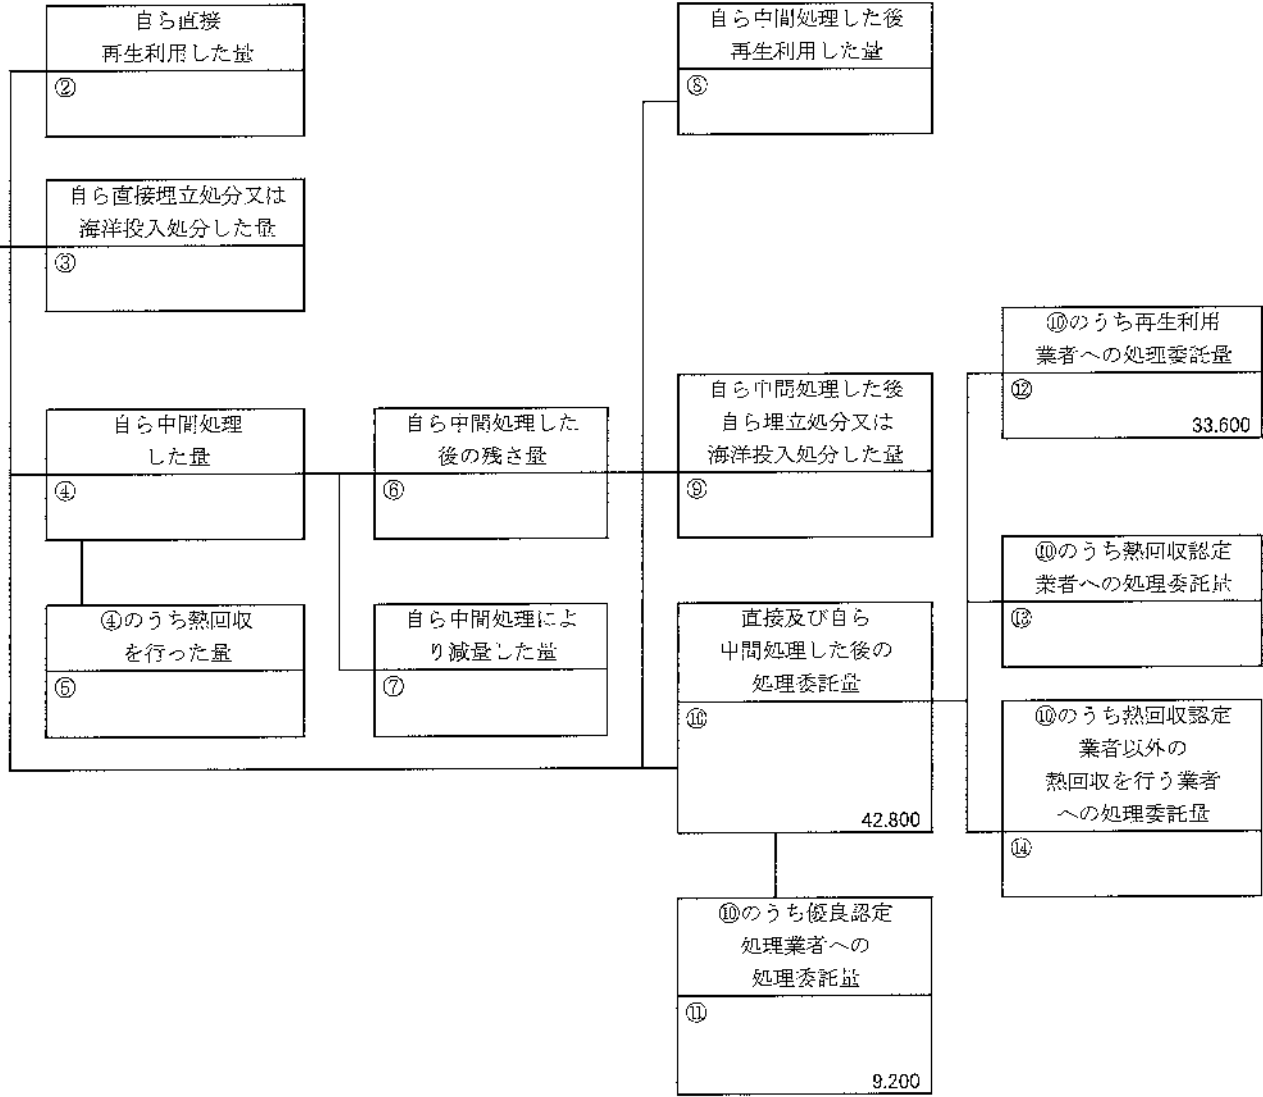 自ら直接
再生利用した量
②
自ら中間処理した後
再生利用した量
⑧
自ら直接埋立処分又は
海洋投入処分した量
③
⑩のうち再生利用
業者への処理委託量
⑫
33.600
自ら中間処理
した量
④
自ら中間処理した
後の残さ量
⑥
自ら中間処理した後
自ら埋立処分又は
海洋投入処分した量
⑨
⑩のうち熱回収認定
業者への処理委託量
⑬
④のうち熱回収
を行った量
⑤
自ら中間処理によ
り減量した量
⑦
直接及び自ら
中間処理した後の
処理委託量
⑩
42.800
⑩のうち熱回収認定
業者以外の
熱回収を行う業者
への処理委託量
⑭
⑩のうち優良認定
処理業者への
処理委託量
⑪
9.200